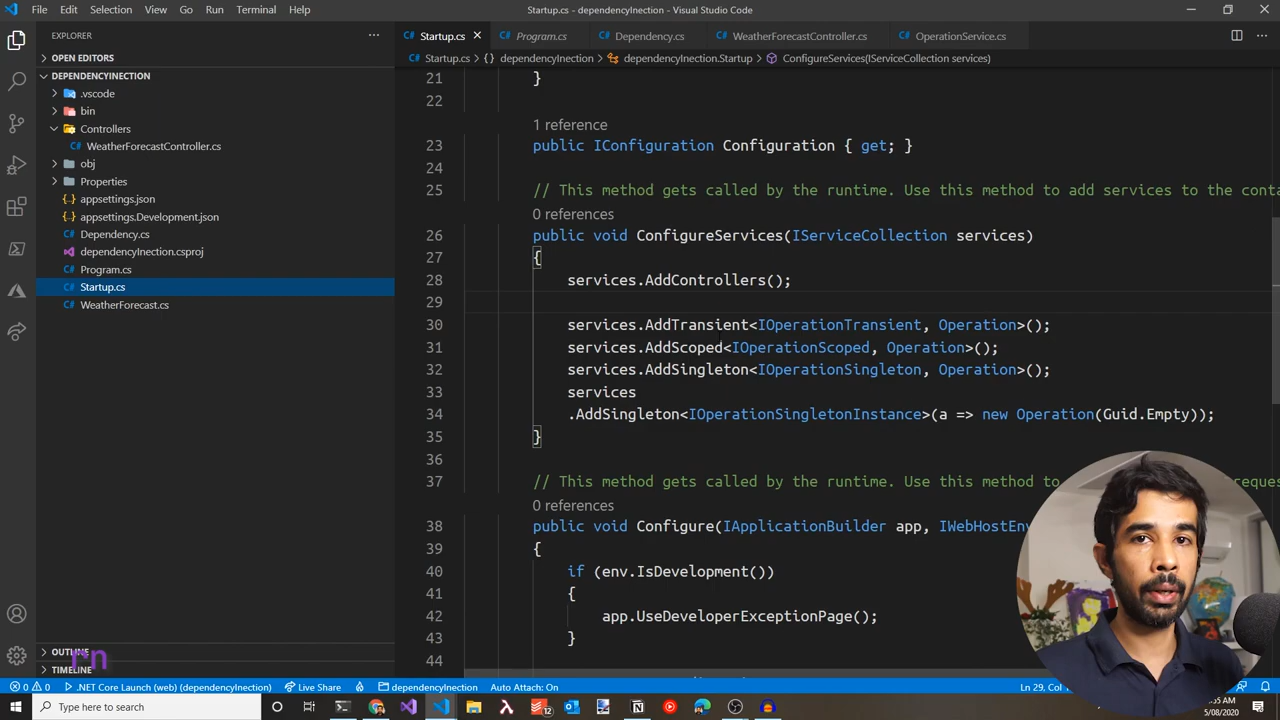 File Edit Selection View Go Run Terminal Help
Startup.cs - dependencyInection - Visual Studio Code
EXPLORER
OPEN EDITORS
DEPENDENCYINECTION
.vscode
bin
Controllers
WeatherForecastController.cs
obj
Properties
appsettings.json
appsettings.Development.json
Dependency.cs
dependencyInection.csproj
Program.cs
Startup.cs
WeatherForecast.cs
OUTLINE
TIMELINE
rn
Startup.cs Program.cs Dependency.cs WeatherForecastController.cs OperationService.cs
Startup.cs > {} dependencyInection > dependencyInection.Startup > ConfigureServices(IServiceCollection services)
21 }
22
1 reference
23 public IConfiguration Configuration { get; }
24
25 // This method gets called by the runtime. Use this method to add services to the conta
0 references
26 public void ConfigureServices(IServiceCollection services)
27 {
28 services.AddControllers();
29
30 services.AddTransient<IOperationTransient, Operation>();
31 services.AddScoped<IOperationScoped, Operation>();
32 services.AddSingleton<IOperationSingleton, Operation>();
33 services
34 .AddSingleton<IOperationSingletonInstance>(a => new Operation(Guid.Empty));
35 }
36
37 // This method gets called by the runtime. Use this method to reque
0 references
38 public void Configure(IApplicationBuilder app, IWebHostEnv
39 {
40 if (env.IsDevelopment())
41 {
42 app.UseDeveloperExceptionPage();
43 }
44
0 0 .NET Core Launch (web) (dependencyInection) Live Share dependencyInection Auto Attach: On Ln 29, Col
Type here to search
12
5/08/2020